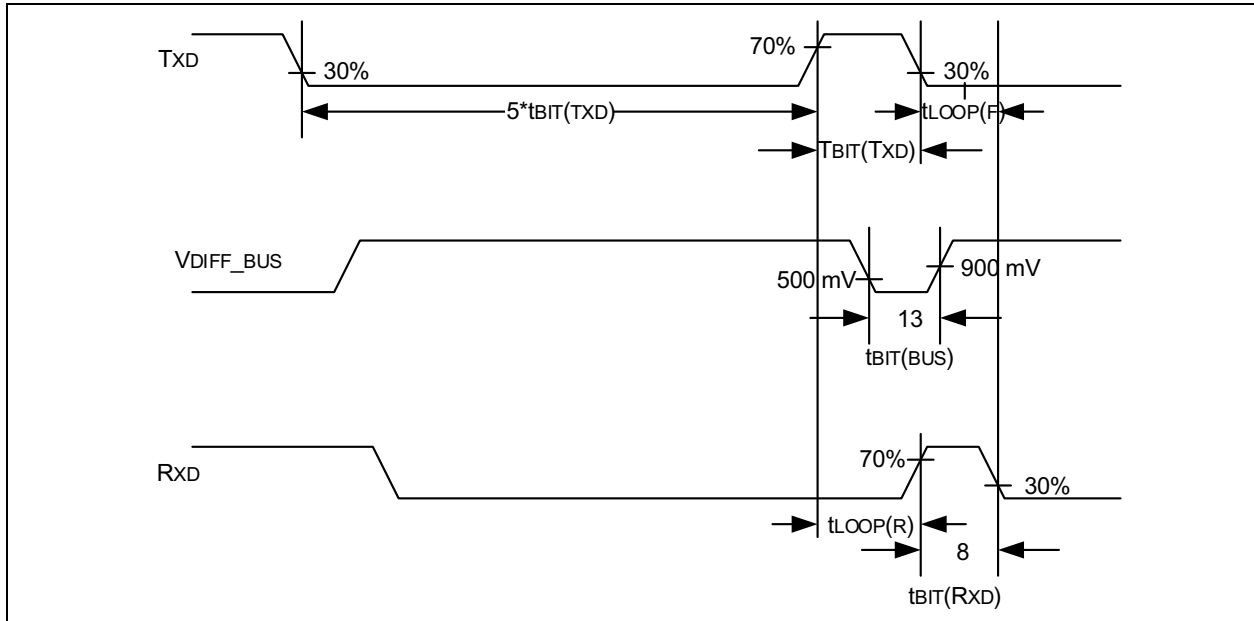 TXD
30%
70%
30%
5*tBIT(TXD)
tLOOP(F)
TBIT(TXD)
VDIFF_BUS
500 mV
900 mV
13
tBIT(BUS)
RXD
70%
30%
tLOOP(R)
8
tBIT(RXD)